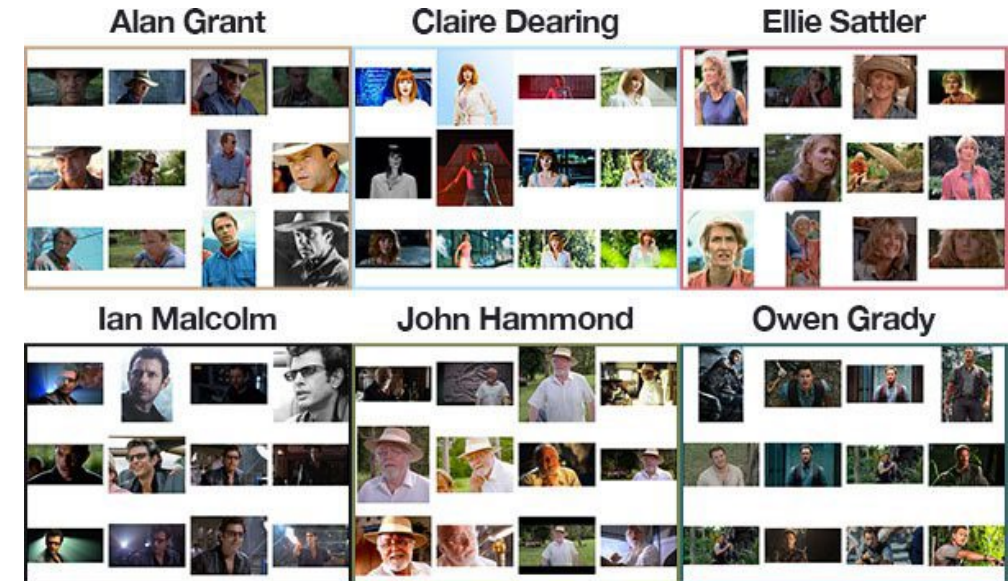 Alan Grant
Claire Dearing
Ellie Sattler
Ian Malcolm
John Hammond
Owen Grady